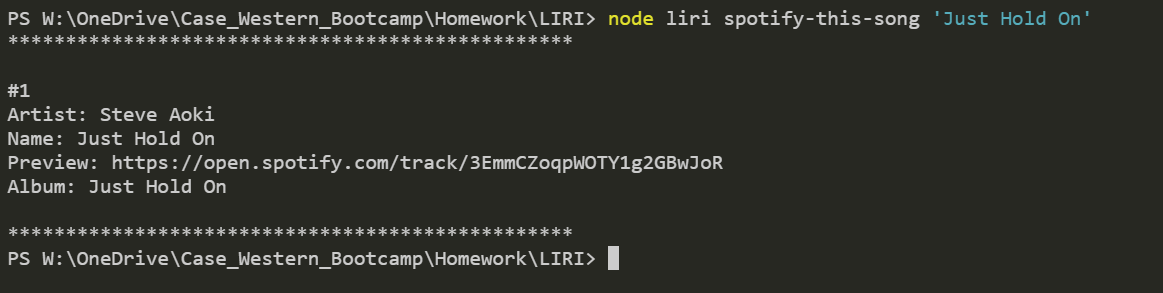 PS W:\OneDrive\Case_Western_Bootcamp\Homework\LIRI> node liri spotify-this-song 'Just Hold On'
*************************************************
#1
Artist: Steve Aoki
Name: Just Hold On
Preview: https://open.spotify.com/track/3EmmCZoqpWOTY1g2GBwJoR
Album: Just Hold On
*************************************************
PS W:\OneDrive\Case_Western_Bootcamp\Homework\LIRI>